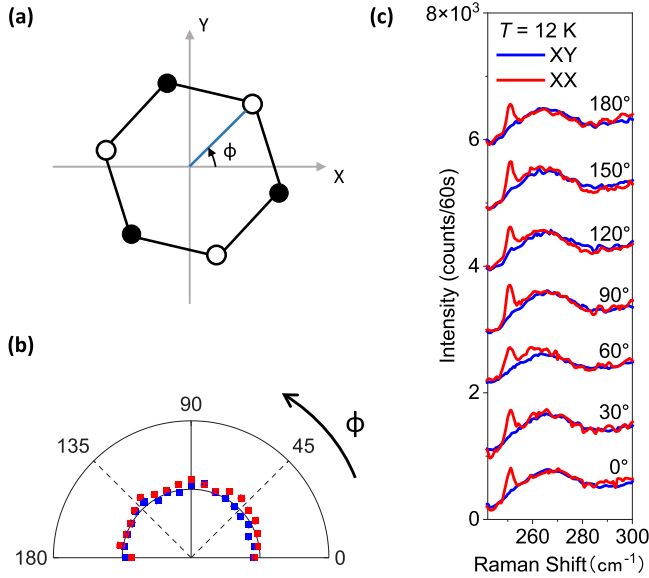 (a)
Y
ϕ
X
(b)
90
135
45
ϕ
180
0
(c)
8×10³
T = 12 K
XY
XX
180°
6
150°
120°
4
90°
60°
2
30°
0°
0
260
280
300
Intensity (counts/60s)
Raman Shift(cm⁻¹)